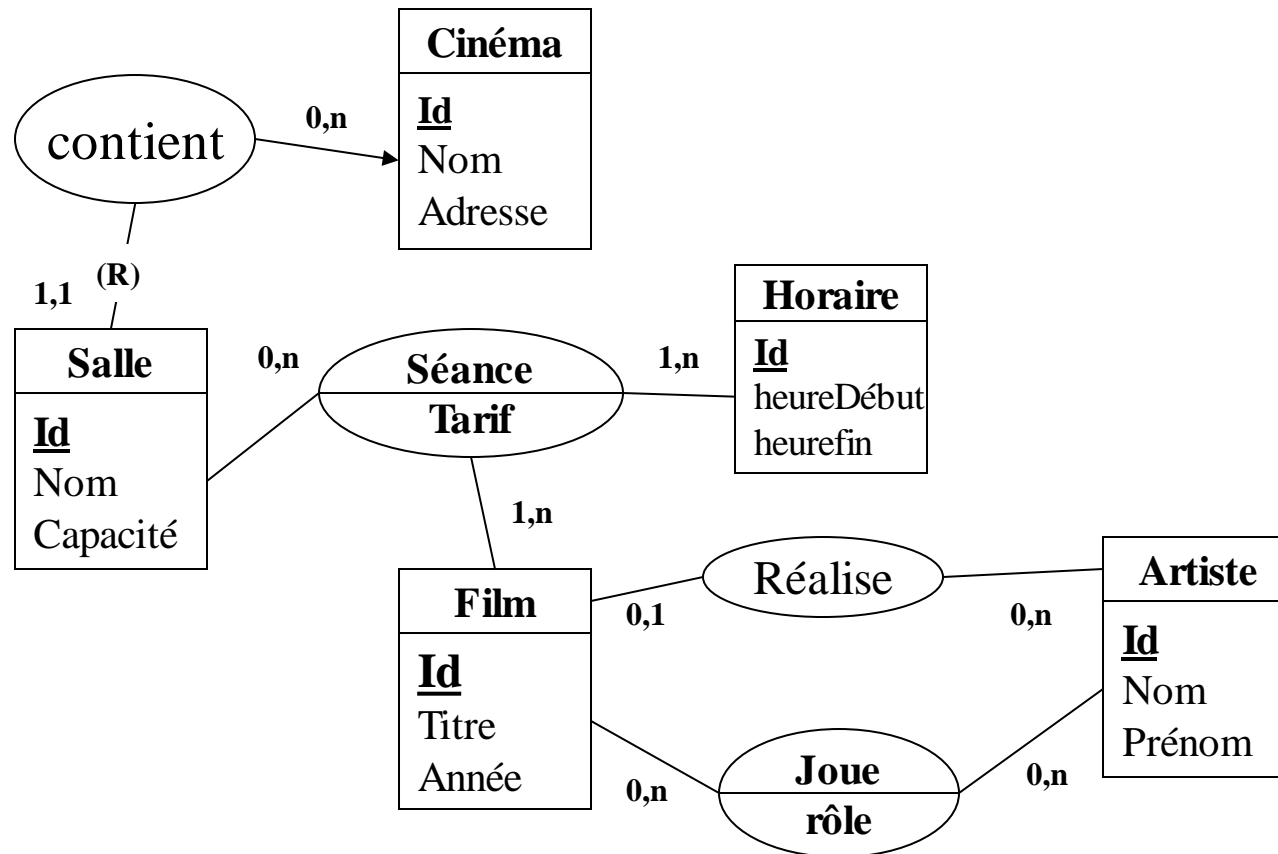 Cinéma
Id
Nom
Adresse
contient
0,n
(R)
1,1
Salle
Id
Nom
Capacité
0,n
Séance
Tarif
1,n
Horaire
Id
heureDébut
heurefin
1,n
Film
Id
Titre
Année
0,1
Réalise
0,n
Artiste
Id
Nom
Prénom
0,n
Joue
rôle
0,n